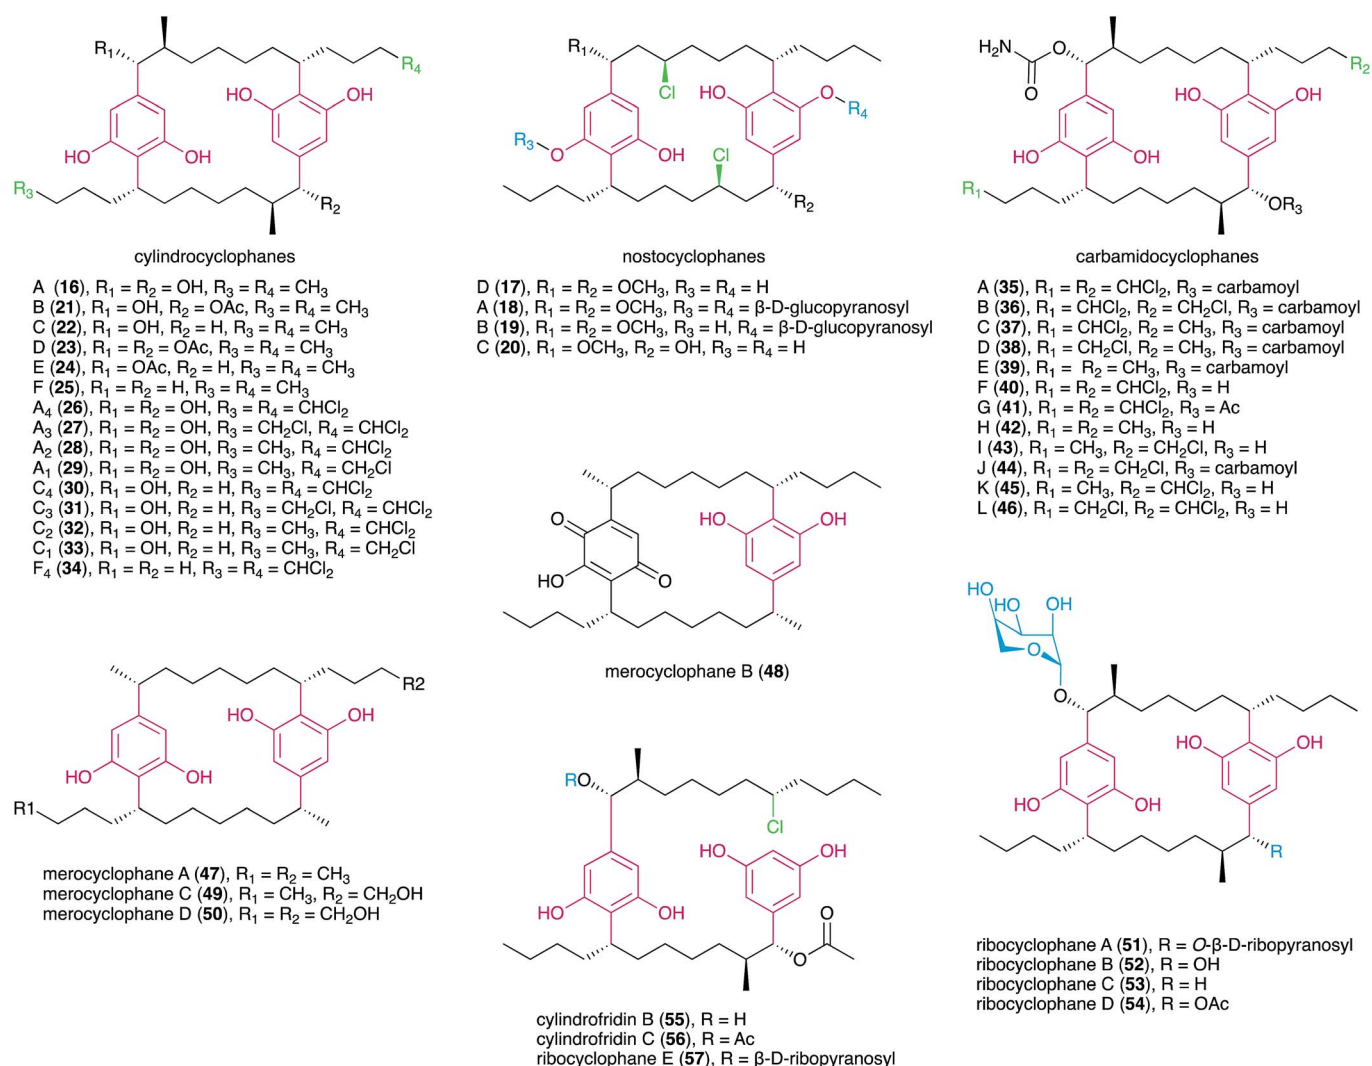 R1
R4
HO
OH
HO
OH
R3
R2
cylindrocyclophanes
A (16), R1 = R2 = OH, R3 = R4 = CH3
B (21), R1 = OH, R2 = OAc, R3 = R4 = CH3
C (22), R1 = OH, R2 = H, R3 = R4 = CH3
D (23), R1 = R2 = OAc, R3 = R4 = CH3
E (24), R1 = OAc, R2 = H, R3 = R4 = CH3
F (25), R1 = R2 = H, R3 = R4 = CH3
A4 (26), R1 = R2 = OH, R3 = R4 = CHCl2
A3 (27), R1 = R2 = OH, R3 = CH2Cl, R4 = CHCl2
A2 (28), R1 = R2 = OH, R3 = CH3, R4 = CHCl2
A1 (29), R1 = R2 = OH, R3 = CH3, R4 = CH2Cl
C4 (30), R1 = OH, R2 = H, R3 = R4 = CHCl2
C3 (31), R1 = OH, R2 = H, R3 = CH2Cl, R4 = CHCl2
C2 (32), R1 = OH, R2 = H, R3 = CH3, R4 = CHCl2
C1 (33), R1 = OH, R2 = H, R3 = CH3, R4 = CH2Cl
F4 (34), R1 = R2 = H, R3 = R4 = CHCl2
R1
Cl
HO
O
R4
R3
O
OH
Cl
R2
nostocyclophanes
D (17), R1 = R2 = OCH3, R3 = R4 = H
A (18), R1 = R2 = OCH3, R3 = R4 = β-D-glucopyranosyl
B (19), R1 = R2 = OCH3, R3 = H, R4 = β-D-glucopyranosyl
C (20), R1 = OCH3, R2 = OH, R3 = R4 = H
H2N
O
O
R2
HO
OH
HO
OH
R1
OR3
carbamidocyclophanes
A (35), R1 = R2 = CHCl2, R3 = carbamoyl
B (36), R1 = CHCl2, R2 = CH2Cl, R3 = carbamoyl
C (37), R1 = CHCl2, R2 = CH3, R3 = carbamoyl
D (38), R1 = CH2Cl, R2 = CH3, R3 = carbamoyl
E (39), R1 = R2 = CH3, R3 = carbamoyl
F (40), R1 = R2 = CHCl2, R3 = H
G (41), R1 = R2 = CHCl2, R3 = Ac
H (42), R1 = R2 = CH3, R3 = H
I (43), R1 = CH3, R2 = CH2Cl, R3 = H
J (44), R1 = R2 = CH2Cl, R3 = carbamoyl
K (45), R1 = CH3, R2 = CHCl2, R3 = H
L (46), R1 = CH2Cl, R2 = CHCl2, R3 = H
O
HO
OH
HO
O
merocyclophane B (48)
R2
HO
OH
HO
OH
R1
merocyclophane A (47), R1 = R2 = CH3
merocyclophane C (49), R1 = CH3, R2 = CH2OH
merocyclophane D (50), R1 = R2 = CH2OH
RO
Cl
HO
OH
HO
OH
O
O
cylindrofridin B (55), R = H
cylindrofridin C (56), R = Ac
ribocyclophane E (57), R = β-D-ribopyranosyl
HO
HO
OH
O
O
HO
OH
HO
OH
R
ribocyclophane A (51), R = O-β-D-ribopyranosyl
ribocyclophane B (52), R = OH
ribocyclophane C (53), R = H
ribocyclophane D (54), R = OAc